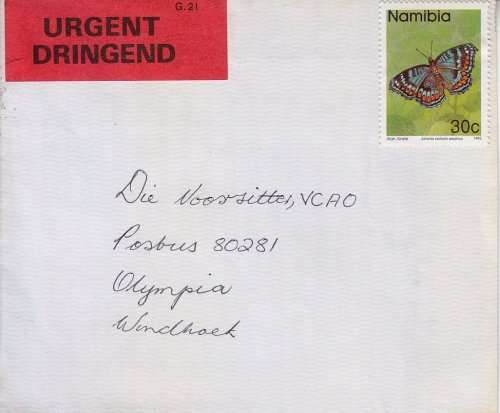 G.21
URGENT
DRINGEND
Namibia
30c
Die Voorsitter, VCAO
Posbus 80281
Olympia
Windhoek